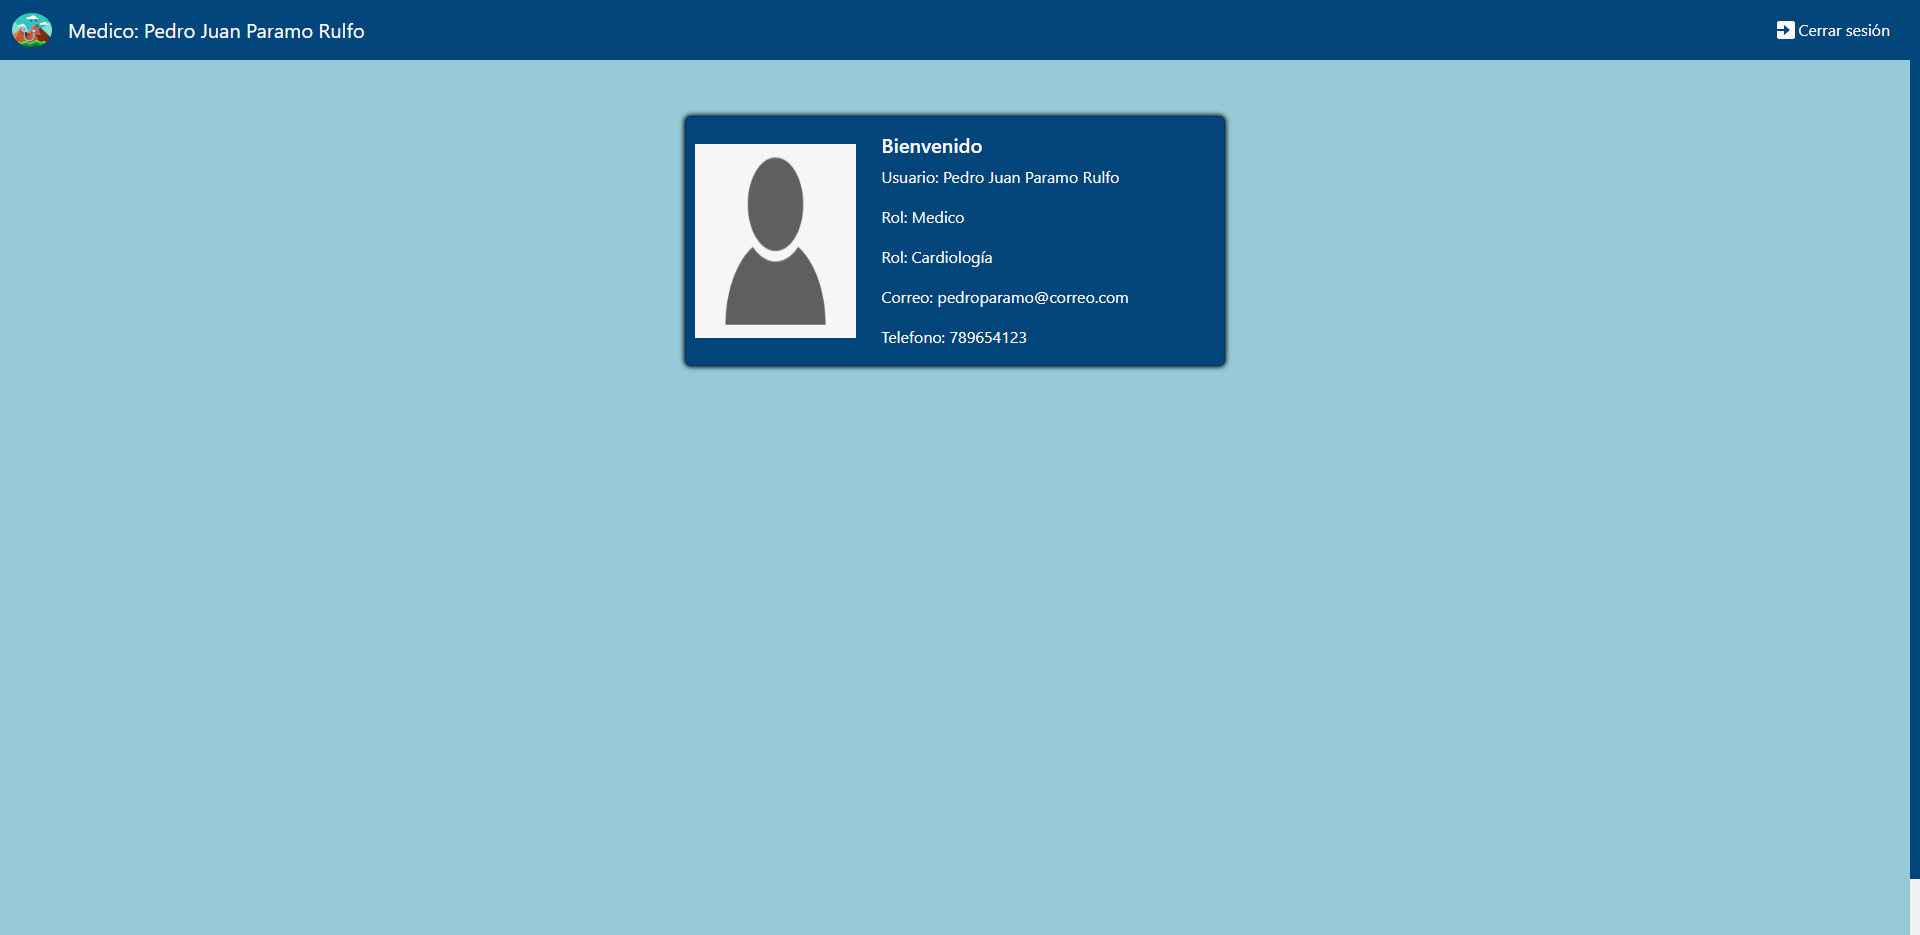 Medico: Pedro Juan Paramo Rulfo
Cerrar sesión
Bienvenido
Usuario: Pedro Juan Paramo Rulfo
Rol: Medico
Rol: Cardiología
Correo: pedroparamo@correo.com
Telefono: 789654123